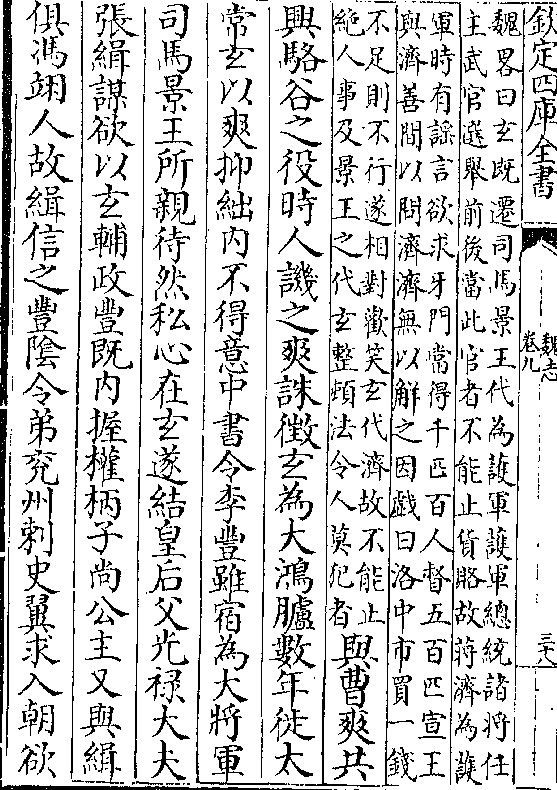 欽定四庫全書
魏志
卷九
三十八
魏畧曰玄既遷司馬景王代為護軍護軍總統諸將任
主武官選舉前後當此官者不能止貨賂故蔣濟為護
軍時有謡言欲求牙門當得千匹百人督五百匹宣王
與濟善間以問濟濟無以解之因戲曰洛中市買一錢
不足則不行遂相對歡笑玄代濟故不能止
絶人事及景王之代玄整頓法令人莫犯者
與曹爽共
興駱谷之役時人譏之爽誅徴玄為大鴻臚數年徙太
常玄以爽抑絀内不得意中書令李豐雖宿為大將軍
司馬景王所親待然私心在玄遂結皇后父光禄大夫
張緝謀欲以玄輔政豐既内握權柄子尚公主又與緝
俱馮翊人故緝信之豐隂令弟兖州刺史翼求入朝欲